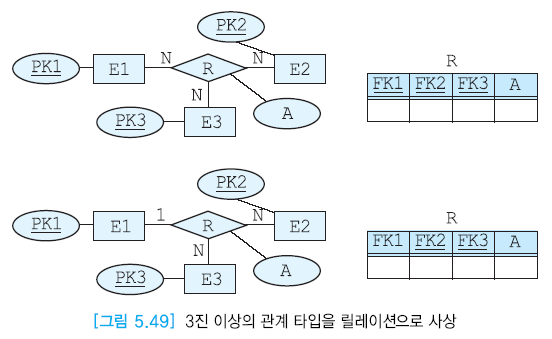 PK2
PK1 E1 N R N E2
N
PK3 E3 A
R
FK1 FK2 FK3 A
PK2
PK1 E1 1 R N E2
N
PK3 E3 A
R
FK1 FK2 FK3 A
[그림 5.49] 3진 이상의 관계 타입을 릴레이션으로 사상